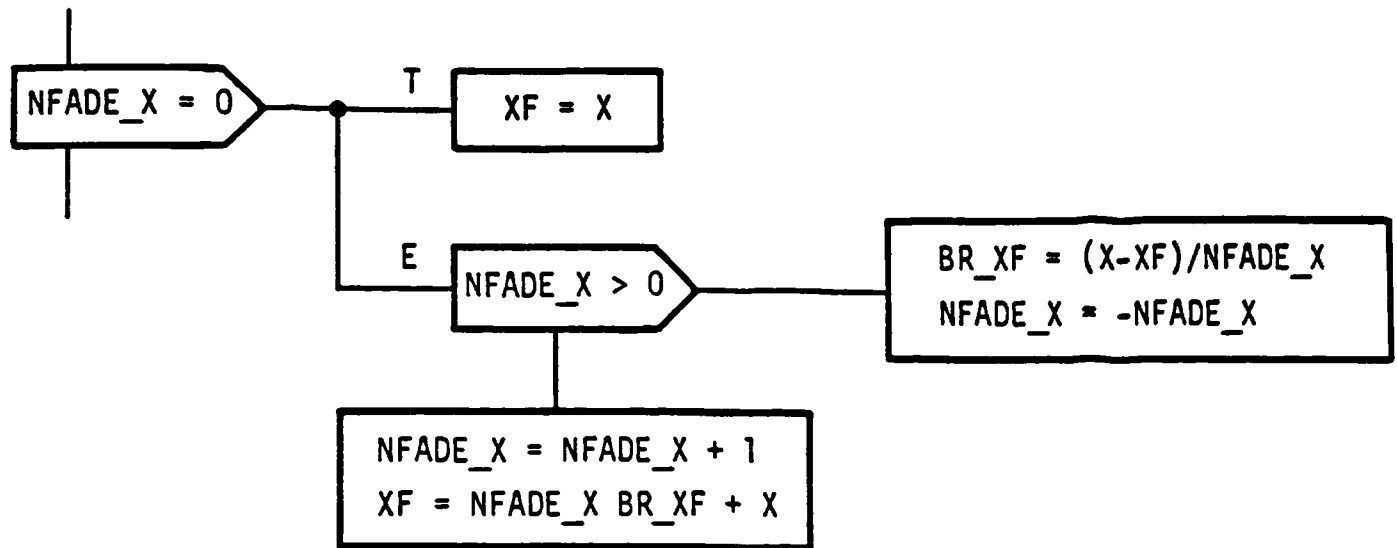 NFADE_X = 0
T
XF = X
E
NFADE_X > 0
BR_XF = (X-XF)/NFADE_X
NFADE_X = -NFADE_X
NFADE_X = NFADE_X + 1
XF = NFADE_X BR_XF + X